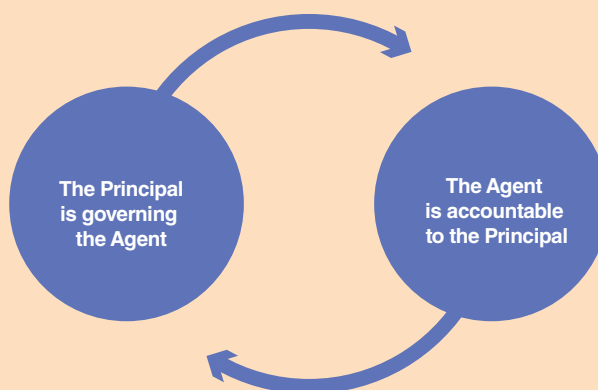 The Principal
is governing
the Agent
The Agent
is accountable
to the Principal